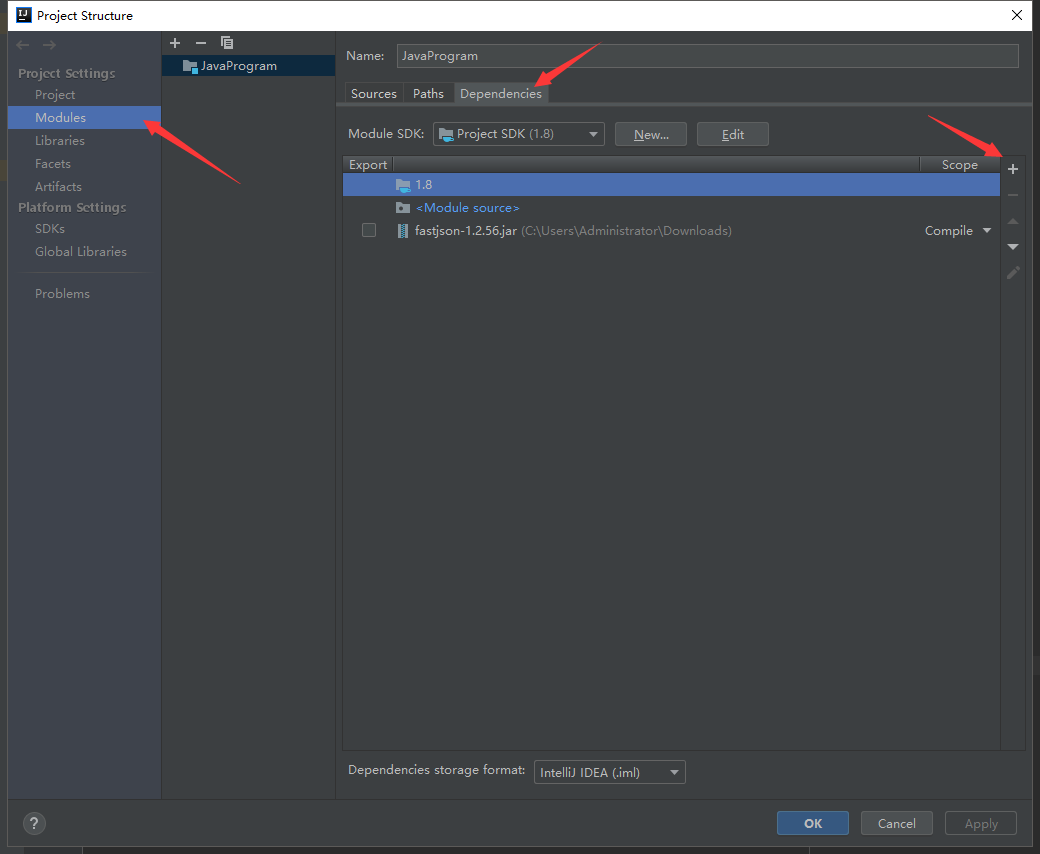 Project Structure
Project Settings
Project
Modules
Libraries
Facets
Artifacts
Platform Settings
SDKs
Global Libraries
Problems
JavaProgram
Name: JavaProgram
Sources Paths Dependencies
Module SDK: Project SDK (1.8) New... Edit
Export Scope
1.8
<Module source>
fastjson-1.2.56.jar (C:\Users\Administrator\Downloads) Compile
Dependencies storage format: IntelliJ IDEA (.iml)
? OK Cancel Apply